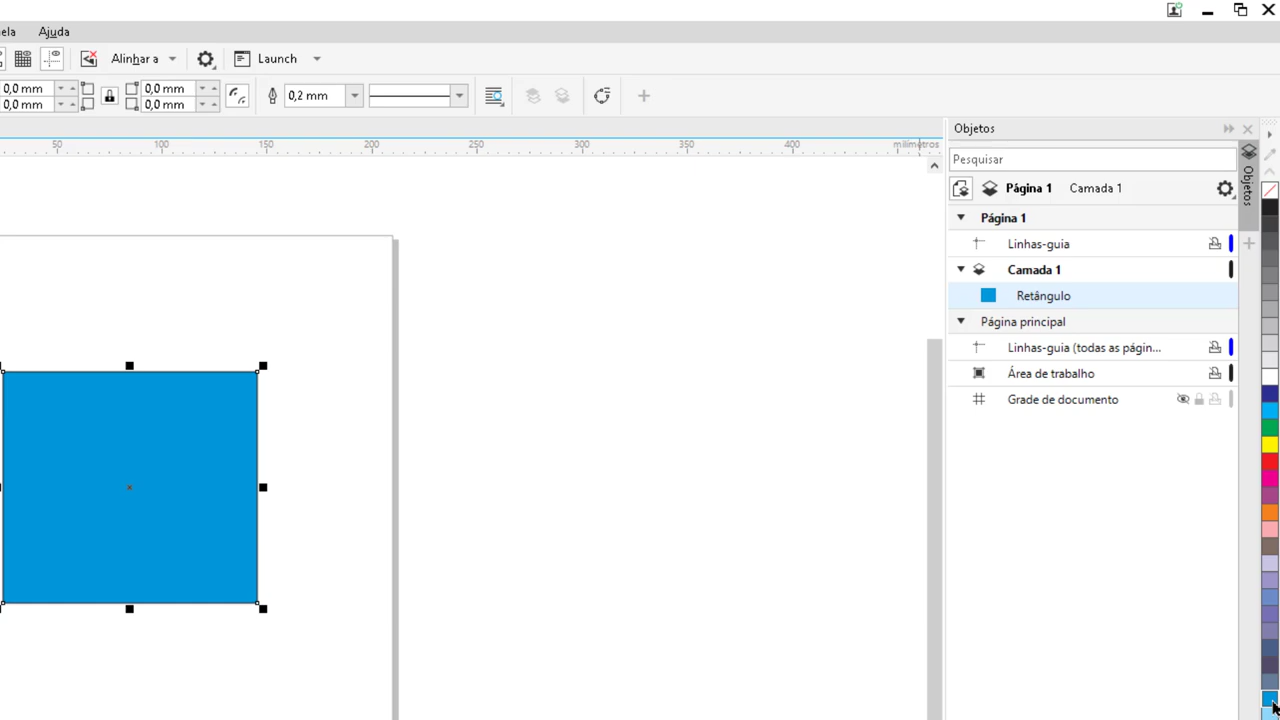 Ajuda
Alinhar a
Launch
0,0 mm
0,0 mm
0,2 mm
0,0 mm
0,0 mm
Objetos
50
100
150
200
250
300
350
400
milímetros
Pesquisar
Objetos
Página 1
Camada 1
Página 1
Linhas-guia
Camada 1
Retângulo
Página principal
Linhas-guia (todas as págin...
Área de trabalho
Grade de documento